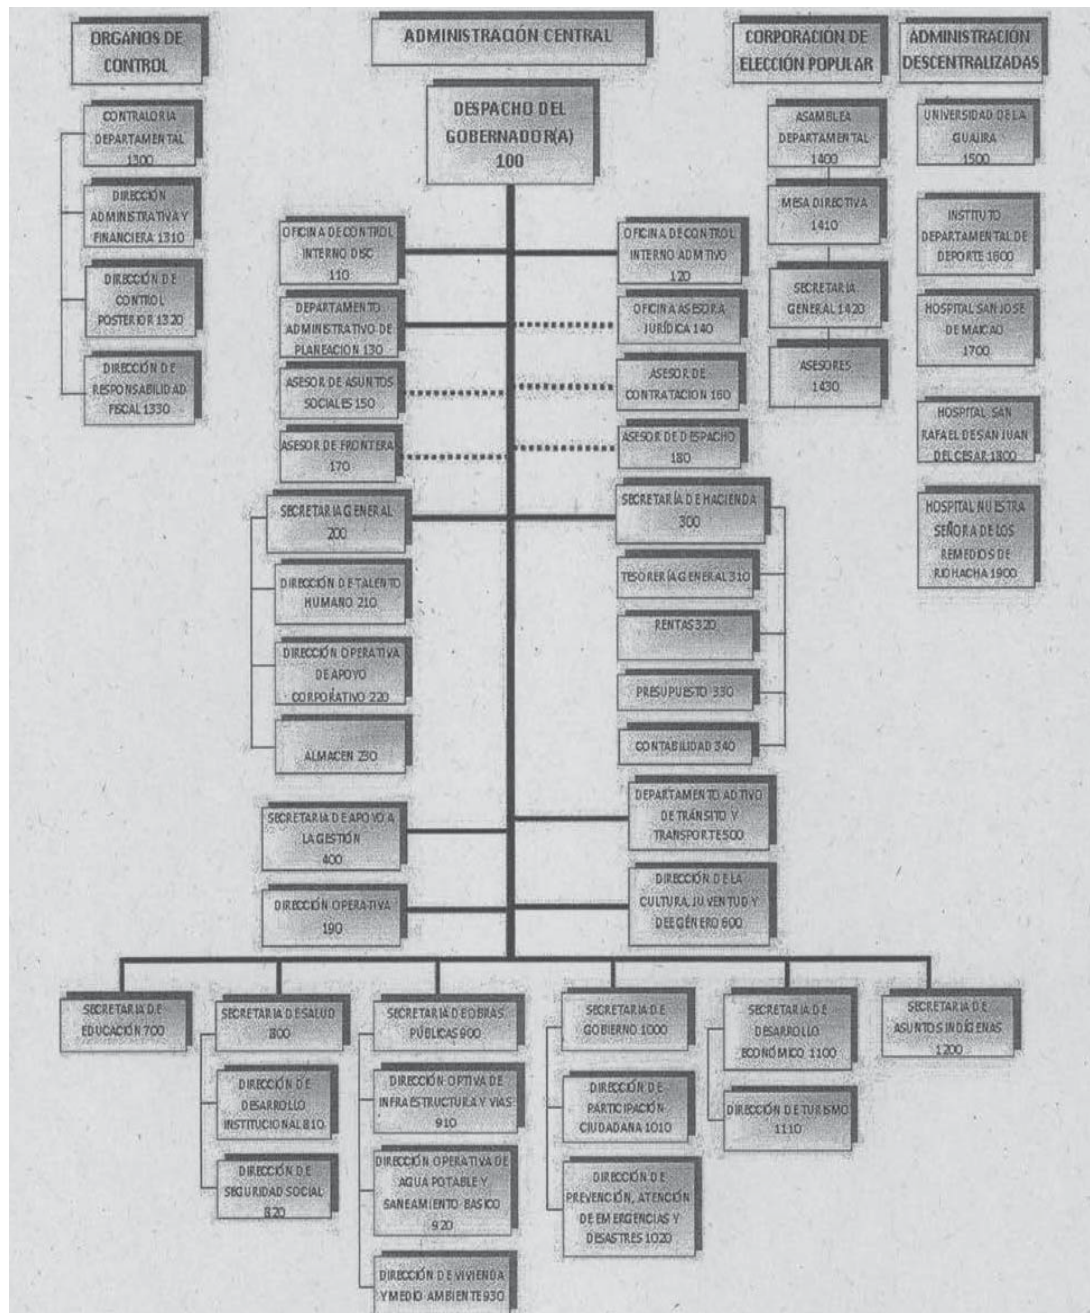 ORGANOS DE
CONTROL
CONTRALORIA
DEPARTAMENTAL
1300
DIRECCIÓN
ADMINISTRATIVA Y
FINANCIERA 1310
DIRECCIÓN DE
CONTROL
POSTERIOR 1320
DIRECCIÓN DE
RESPONSABILIDAD
FISCAL 1330
ADMINISTRACIÓN CENTRAL
DESPACHO DEL
GOBERNADOR(A)
100
OFICINA DE CONTROL
INTERNO DISC
110
OFICINA DE CONTROL
INTERNO ADMTIVO
120
DEPARTAMENTO
ADMINISTRATIVO DE
PLANEACION 130
OFICINA ASESORA
JURÍDICA 140
ASESOR DE ASUNTOS
SOCIALES 150
ASESOR DE
CONTRATACION 160
ASESOR DE FRONTERA
170
ASESOR DE DESPACHO
180
SECRETARIA GENERAL
200
DIRECCIÓN DE TALENTO
HUMANO 210
DIRECCIÓN OPERATIVA
DE APOYO
CORPORATIVO 220
ALMACEN 230
SECRETARÍA DE HACIENDA
300
TESORERÍA GENERAL 310
RENTAS 320
PRESUPUESTO 330
CONTABILIDAD 340
SECRETARIA DE APOYO A
LA GESTIÓN
400
DEPARTAMENTO ADTIVO
DE TRÁNSITO Y
TRANSPORTE 500
DIRECCIÓN OPERATIVA
190
DIRECCIÓN DE LA
CULTURA, JUVENTUD Y
DEE GÉNERO 600
CORPORACIÓN DE
ELECCIÓN POPULAR
ASAMBLEA
DEPARTAMENTAL
1400
MESA DIRECTIVA
1410
SECRETARIA
GENERAL 1420
ASESORES
1430
ADMINISTRACIÓN
DESCENTRALIZADAS
UNIVERSIDAD DE LA
GUAJIRA
1500
INSTITUTO
DEPARTAMENTAL DE
DEPORTE 1600
HOSPITAL SAN JOSE
DE MAICAO
1700
HOSPITAL SAN
RAFAEL DE SAN JUAN
DEL CESAR 1800
HOSPITAL NUESTRA
SEÑORA DE LOS
REMEDIOS DE
RIOHACHA 1900
SECRETARIA DE
EDUCACIÓN 700
SECRETARIA DE SALUD
800
DIRECCIÓN DE
DESARROLLO
INSTITUCIONAL 810
DIRECCIÓN DE
SEGURIDAD SOCIAL
820
SECRETARIA DE OBRAS
PÚBLICAS 900
DIRECCIÓN OPTIVA DE
INFRAESTRUCTURA Y VIAS
910
DIRECCIÓN OPERATIVA DE
AGUA POTABLE Y
SANEAMIENTO BASICO
920
DIRECCIÓN DE VIVIENDA
Y MEDIO AMBIENTE 930
SECRETARIA DE
GOBIERNO 1000
DIRECCIÓN DE
PARTICIPACIÓN
CIUDADANA 1010
DIRECCIÓN DE
PREVENCIÓN, ATENCIÓN
DE EMERGENCIAS Y
DESASTRES 1020
SECRETARIA DE
DESARROLLO
ECONÓMICO 1100
DIRECCIÓN DE TURISMO
1110
SECRETARIA DE
ASUNTOS INDÍGENAS
1200